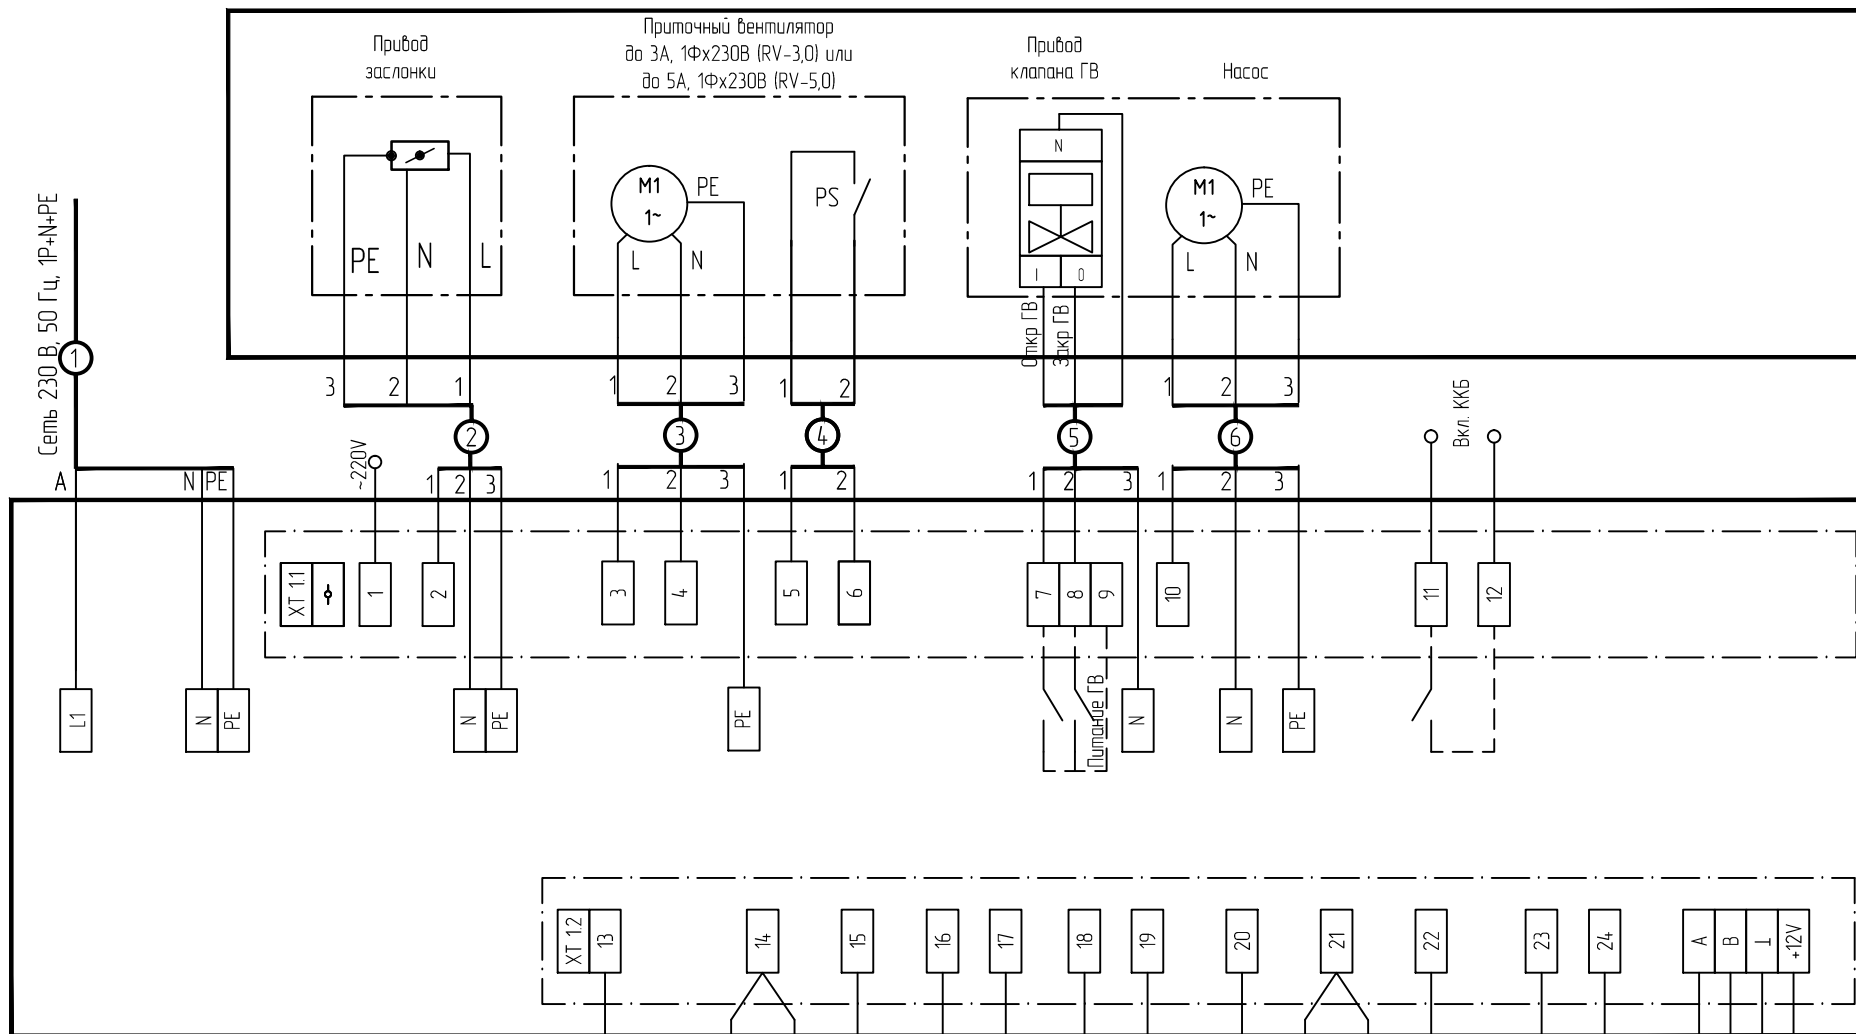 Привод
заслонки
Приточный вентилятор
до 3А, 1Фх230В (RV-3,0) или
до 5А, 1Фх230В (RV-5,0)
Привод
клапана ГВ
Насос
Сеть 230 В, 50 Гц, 1P+N+PE
1
PE
N
L
M1
1~
PE
L
N
PS
N
I
0
Откр ГВ
Закр ГВ
M1
1~
PE
L
N
3
2
1
1
2
3
1
2
1
2
3
2
3
4
5
6
Вкл. ККБ
A
N
PE
~220V
1
2
3
1
2
3
1
2
1
2
3
1
2
3
XT 1.1
1
2
3
4
5
6
7
8
9
10
11
12
L1
N
PE
N
PE
PE
Питание ГВ
N
N
PE
XT 1.2
13
14
15
16
17
18
19
20
21
22
23
24
A
B
⊥
+12V